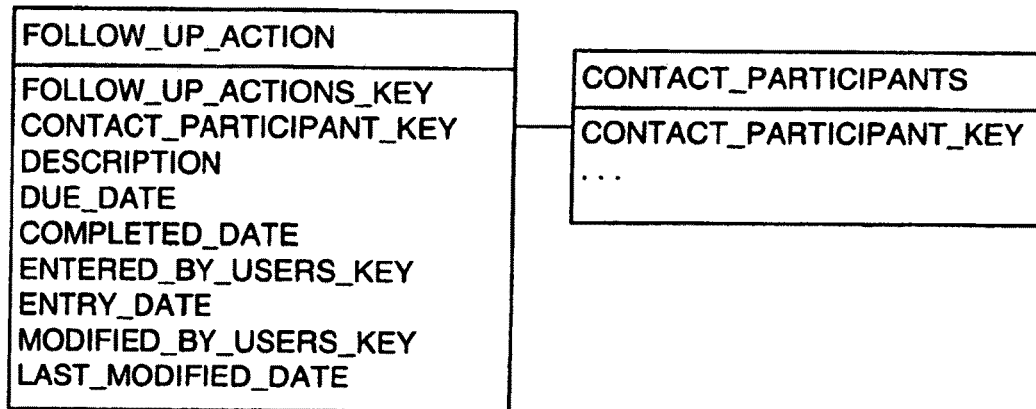 FOLLOW_UP_ACTION
FOLLOW_UP_ACTIONS_KEY
CONTACT_PARTICIPANT_KEY
DESCRIPTION
DUE_DATE
COMPLETED_DATE
ENTERED_BY_USERS_KEY
ENTRY_DATE
MODIFIED_BY_USERS_KEY
LAST_MODIFIED_DATE
CONTACT_PARTICIPANTS
CONTACT_PARTICIPANT_KEY
...